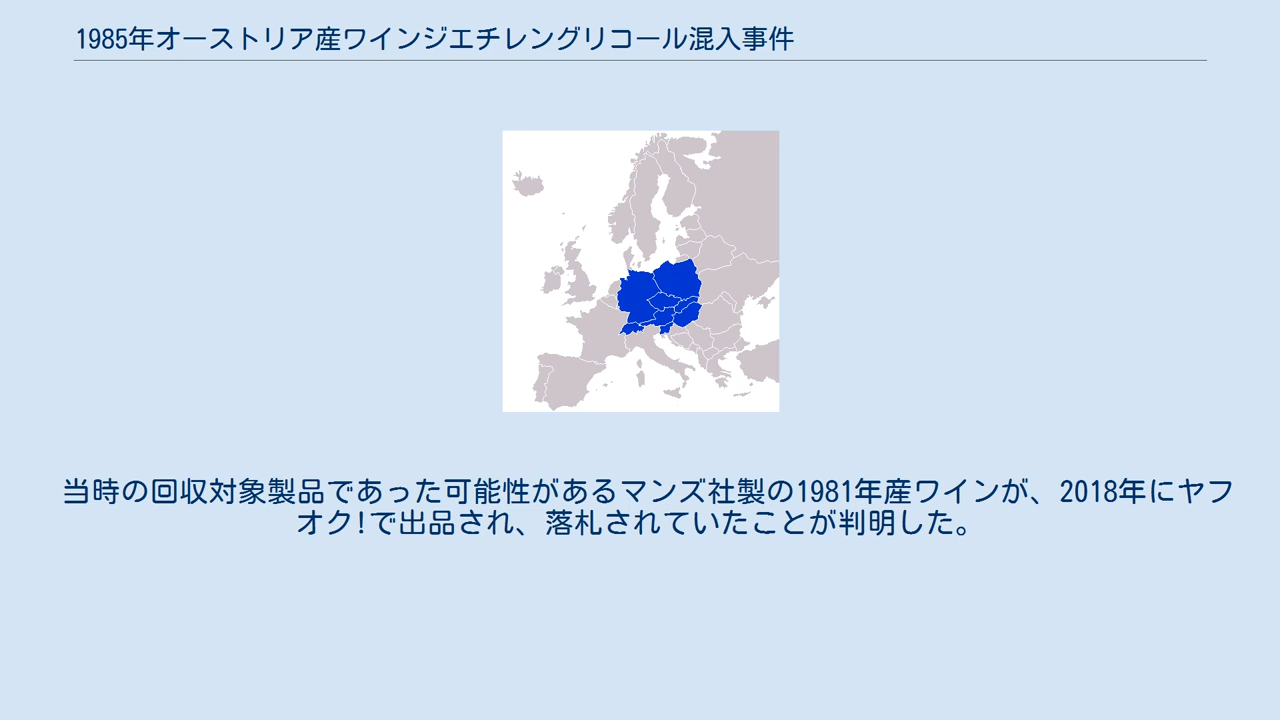 1985年オーストリア産ワインジエチレングリコール混入事件
当時の回収対象製品であった可能性があるマンズ社製の1981年産ワインが、2018年にヤフ
オク!で出品され、落札されていたことが判明した。